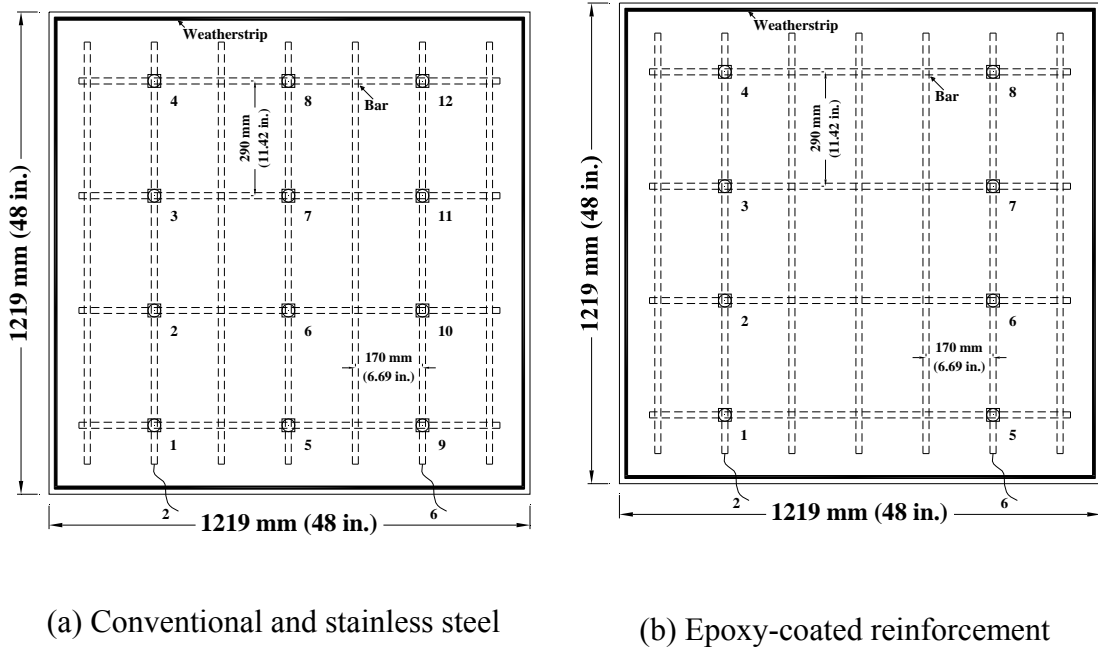 Weatherstrip
4
8
12
Bar
290 mm
(11.42 in.)
3
7
11
2
6
10
170 mm
(6.69 in.)
1
5
9
2
6
1219 mm (48 in.)
1219 mm (48 in.)
(a) Conventional and stainless steel
Weatherstrip
4
8
Bar
290 mm
(11.42 in.)
3
7
2
6
170 mm
(6.69 in.)
1
5
2
6
1219 mm (48 in.)
1219 mm (48 in.)
(b) Epoxy-coated reinforcement